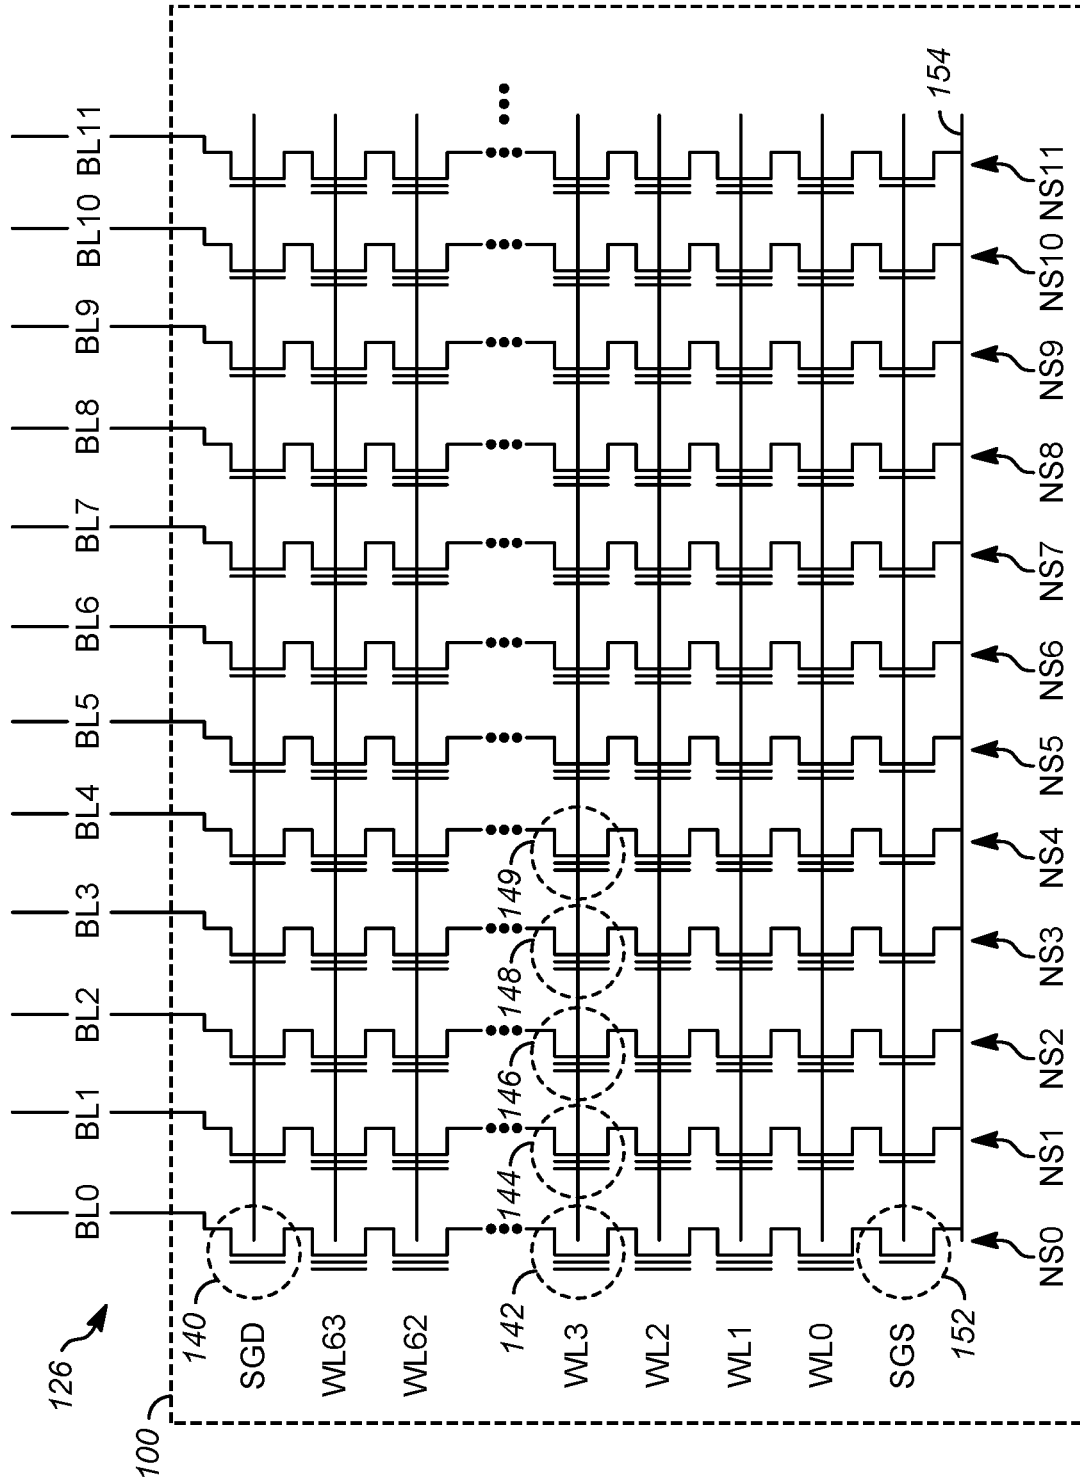 126
100
BL0 BL1 BL2 BL3 BL4 BL5 BL6 BL7 BL8 BL9 BL10 BL11
140
SGD
WL63
WL62
142 144 146 148 149
WL3
WL2
WL1
WL0
SGS
152
154
NS0 NS1 NS2 NS3 NS4 NS5 NS6 NS7 NS8 NS9 NS10 NS11